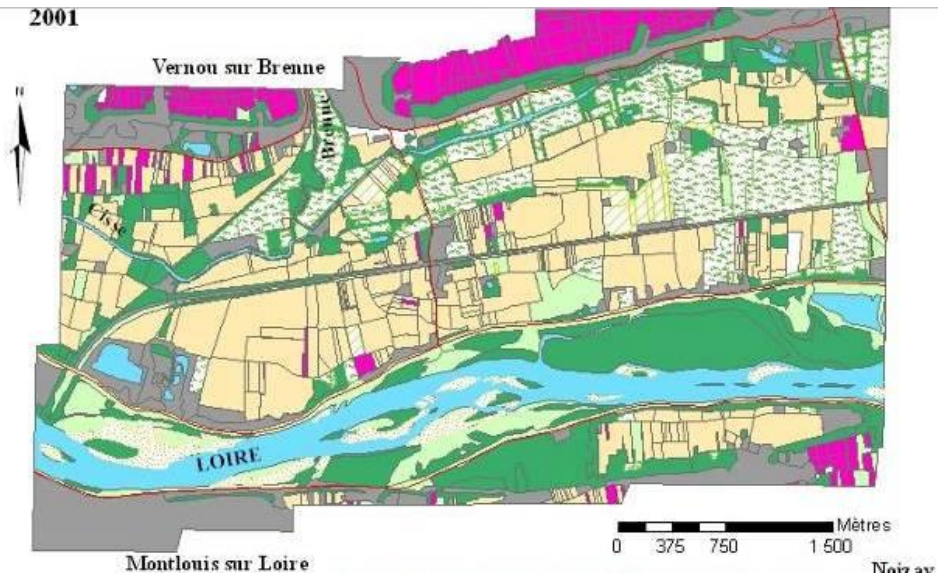 2001
Vernou sur Brenne
N
Brenne
Cisse
LOIRE
Mètres
0 375 750 1 500
Montlouis sur Loire
Noizay